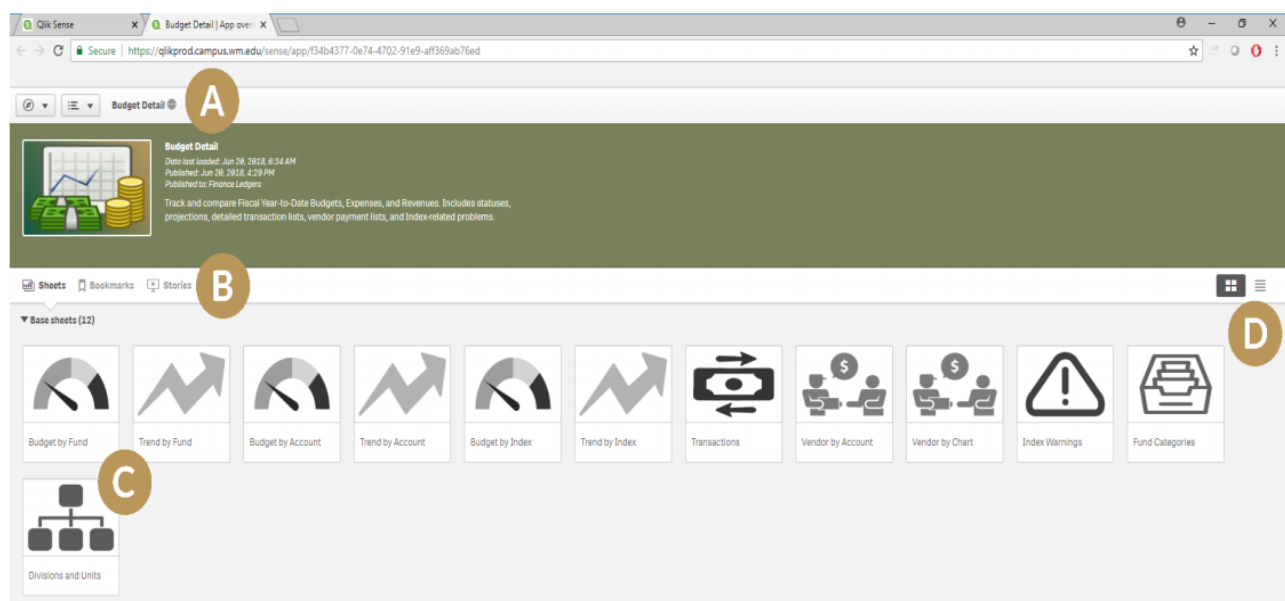 Qlik Sense
Budget Detail | App over
Secure https://qlikprod.campus.wm.edu/sense/app/f34b4377-0e74-4702-91e9-aff369ab76ed
Budget Detail
A
Budget Detail
Data last loaded: Jun 20, 2018, 6:34 AM
Published: Jun 20, 2018, 4:29 PM
Published to: Finance Ledgers
Track and compare Fiscal Year-to-Date Budgets, Expenses, and Revenues. Includes statuses,
projections, detailed transaction lists, vendor payment lists, and Index-related problems.
Sheets Bookmarks Stories
B
Base sheets (12)
D
$ $
Budget by Fund Trend by Fund Budget by Account Trend by Account Budget by Index Trend by Index Transactions Vendor by Account Vendor by Chart Index Warnings Fund Categories
C
Divisions and Units